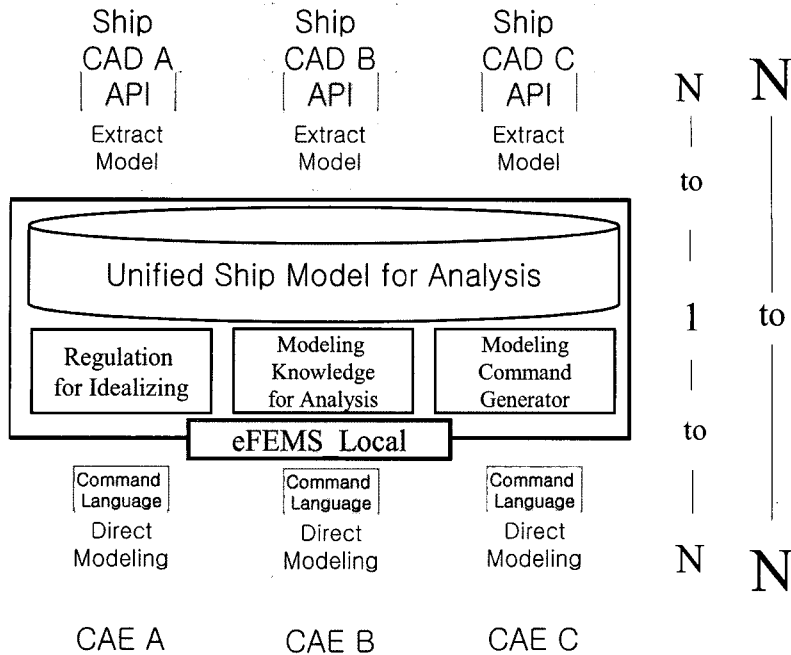 Ship
CAD A
API
Extract
Model
Ship
CAD B
API
Extract
Model
Ship
CAD C
API
Extract
Model
Unified Ship Model for Analysis
Regulation
for Idealizing
Modeling
Knowledge
for Analysis
Modeling
Command
Generator
eFEMS_Local
Command
Language
Direct
Modeling
CAE A
Command
Language
Direct
Modeling
CAE B
Command
Language
Direct
Modeling
CAE C
N
to
1
to
N
N
to
N